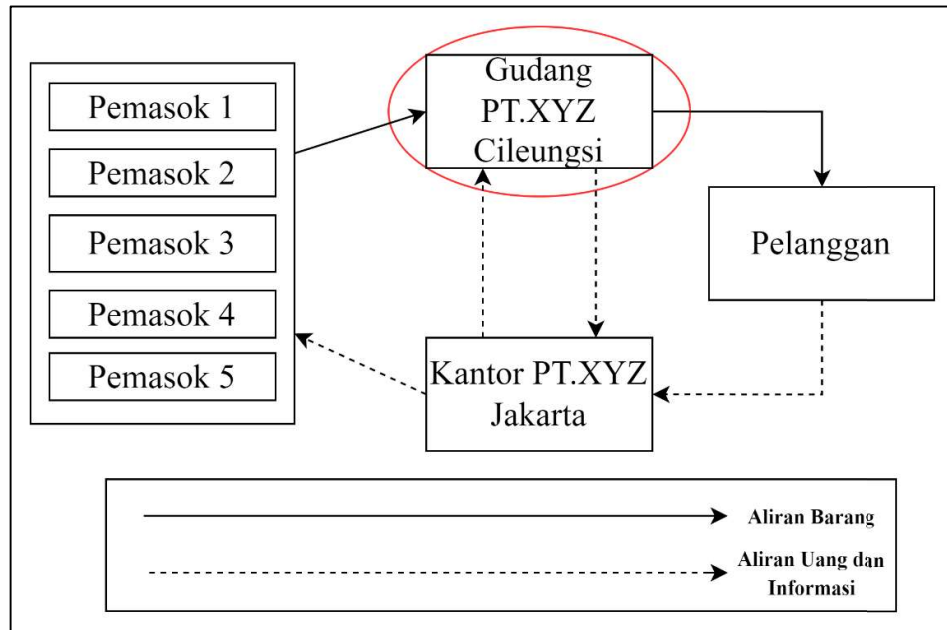 Pemasok 1
Pemasok 2
Pemasok 3
Pemasok 4
Pemasok 5
Gudang
PT.XYZ
Cileungsi
Pelanggan
Kantor PT.XYZ
Jakarta
Aliran Barang
Aliran Uang dan
Informasi